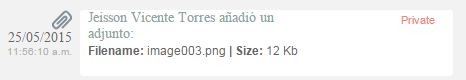 25/05/2015
11:56:10 a.m.
Jeisson Vicente Torres añadió un
adjunto:
Filename: image003.png | Size: 12 Kb
Private